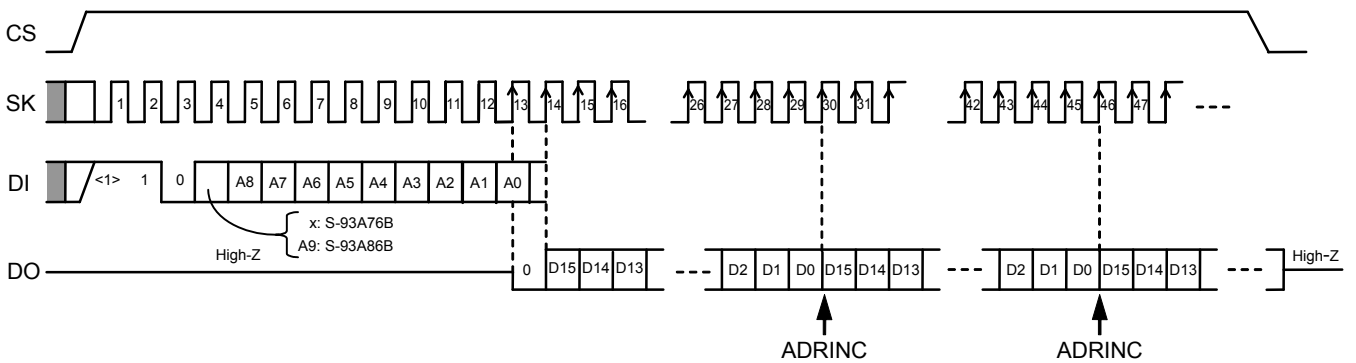 CS
SK 1 2 3 4 5 6 7 8 9 10 11 12 13 14 15 16 26 27 28 29 30 31 42 43 44 45 46 47
DI <1> 1 0 A8 A7 A6 A5 A4 A3 A2 A1 A0
x: S-93A76B
A9: S-93A86B
High-Z
DO 0 D15 D14 D13 D2 D1 D0 D15 D14 D13 D2 D1 D0 D15 D14 D13 High-Z
ADRINC ADRINC